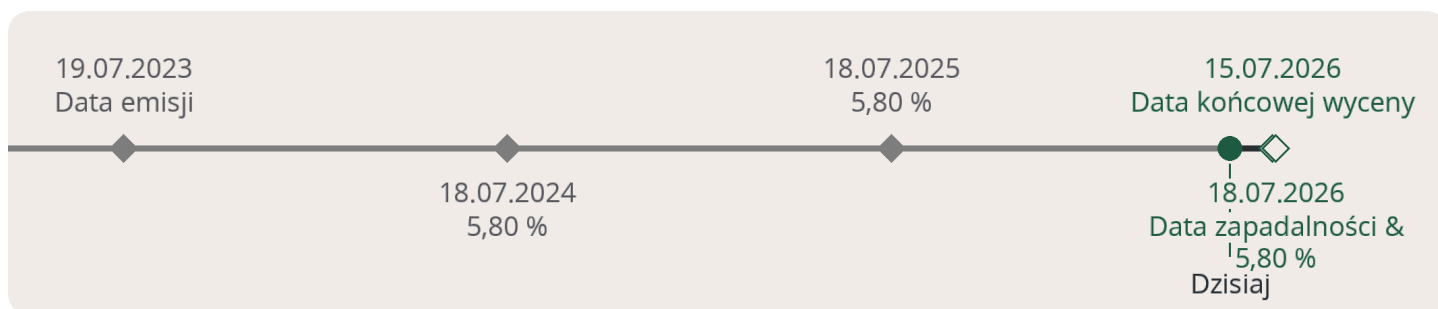 19.07.2023
Data emisji
18.07.2024
5,80 %
18.07.2025
5,80 %
15.07.2026
Data końcowej wyceny
18.07.2026
Data zapadalności &
5,80 %
Dzisiaj